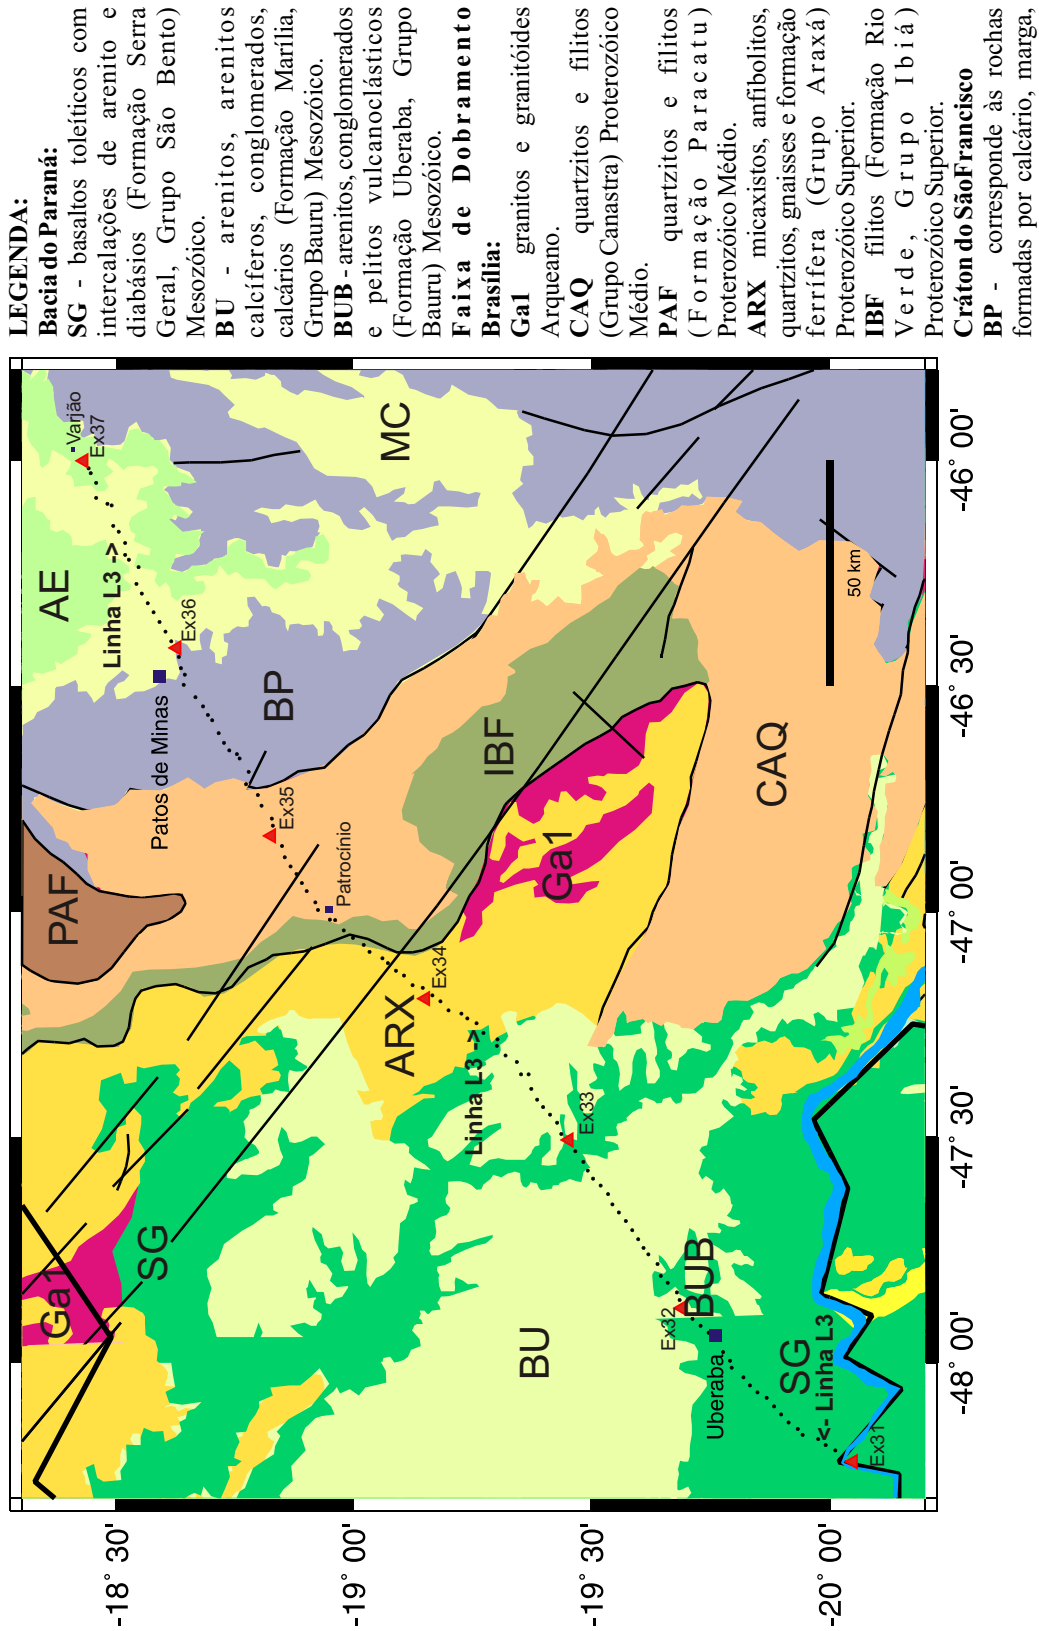 LEGENDA:
Bacia do Paraná:
SG - basaltos toleíticos com
intercalações de arenito e
diabásios (Formação Serra
Geral, Grupo São Bento)
Mesozóico.
BU - arenitos, arenitos
calcíferos, conglomerados,
calcários (Formação Marília,
Grupo Bauru) Mesozóico.
BUB - arenitos, conglomerados
e pelitos vulcanoclásticos
(Formação Uberaba, Grupo
Bauru) Mesozóico.
Faixa de Dobramento
Brasília:
Ga1 granitos e granitóides
Arqueano.
CAQ quartzitos e filitos
(Grupo Canastra) Proterozóico
Médio.
PAF quartzitos e filitos
(Formação Paracatu)
Proterozóico Médio.
ARX micaxistos, anfibolitos,
quartzitos, gnaisses e formação
ferrífera (Grupo Araxá)
Proterozóico Superior.
IBF filitos (Formação Rio
Verde, Grupo Ibiá)
Proterozóico Superior.
Cráton do São Francisco
BP - corresponde às rochas
formadas por calcário, marga,
Varjão
Ex37
AE
MC
Linha L3 ->
Ex36
Patos de Minas
BP
Ex35
IBF
PAF
Patrocínio
Ga1
CAQ
50 km
Ex34
ARX
Linha L3 ->
Ex33
Ga1
SG
BUB
Ex32
BU
Uberaba
SG
<- Linha L3
Ex31
-18° 30'
-19° 00'
-19° 30'
-20° 00'
-48° 00'
-47° 30'
-47° 00'
-46° 30'
-46° 00'